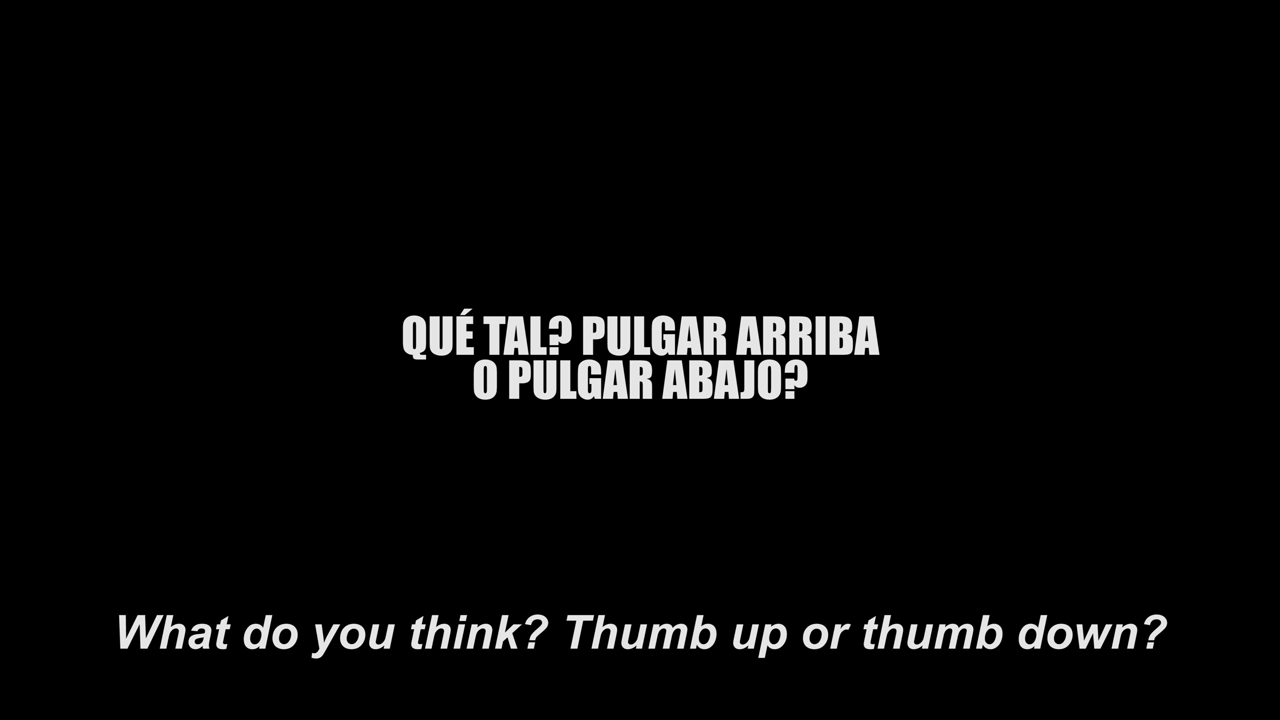 QUÉ TAL? PULGAR ARRIBA
O PULGAR ABAJO?
What do you think? Thumb up or thumb down?